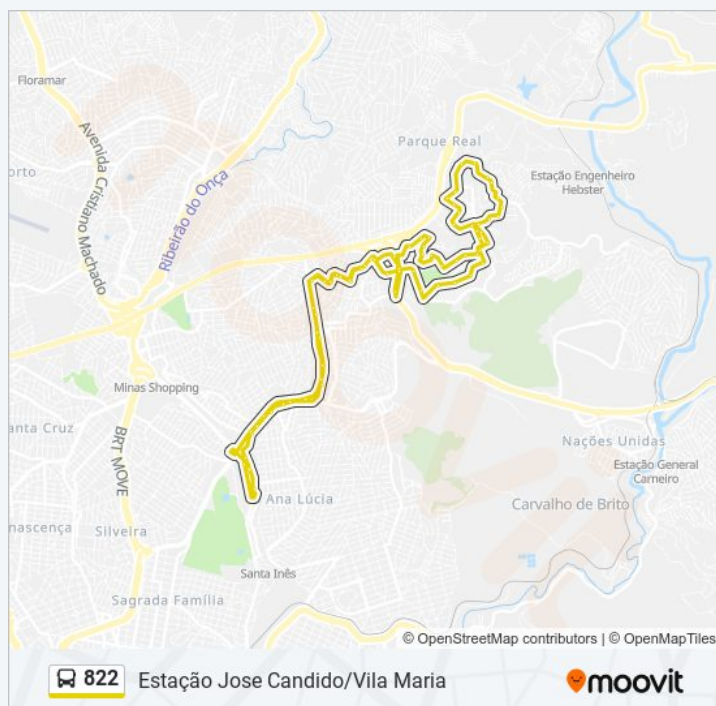 Floramar
Parque Real
Estação Engenheiro
Hebster
orto
Avenida Cristiano Machado
Ribeirão do Onça
Minas Shopping
anta Cruz
BRT MOVE
Nações Unidas
Estação General
Carneiro
Ana Lúcia
Carvalho de Brito
nascença
Silveira
Santa Inês
Sagrada Família
© OpenStreetMap contributors | © OpenMapTiles
822 Estação Jose Candido/Vila Maria
moovit